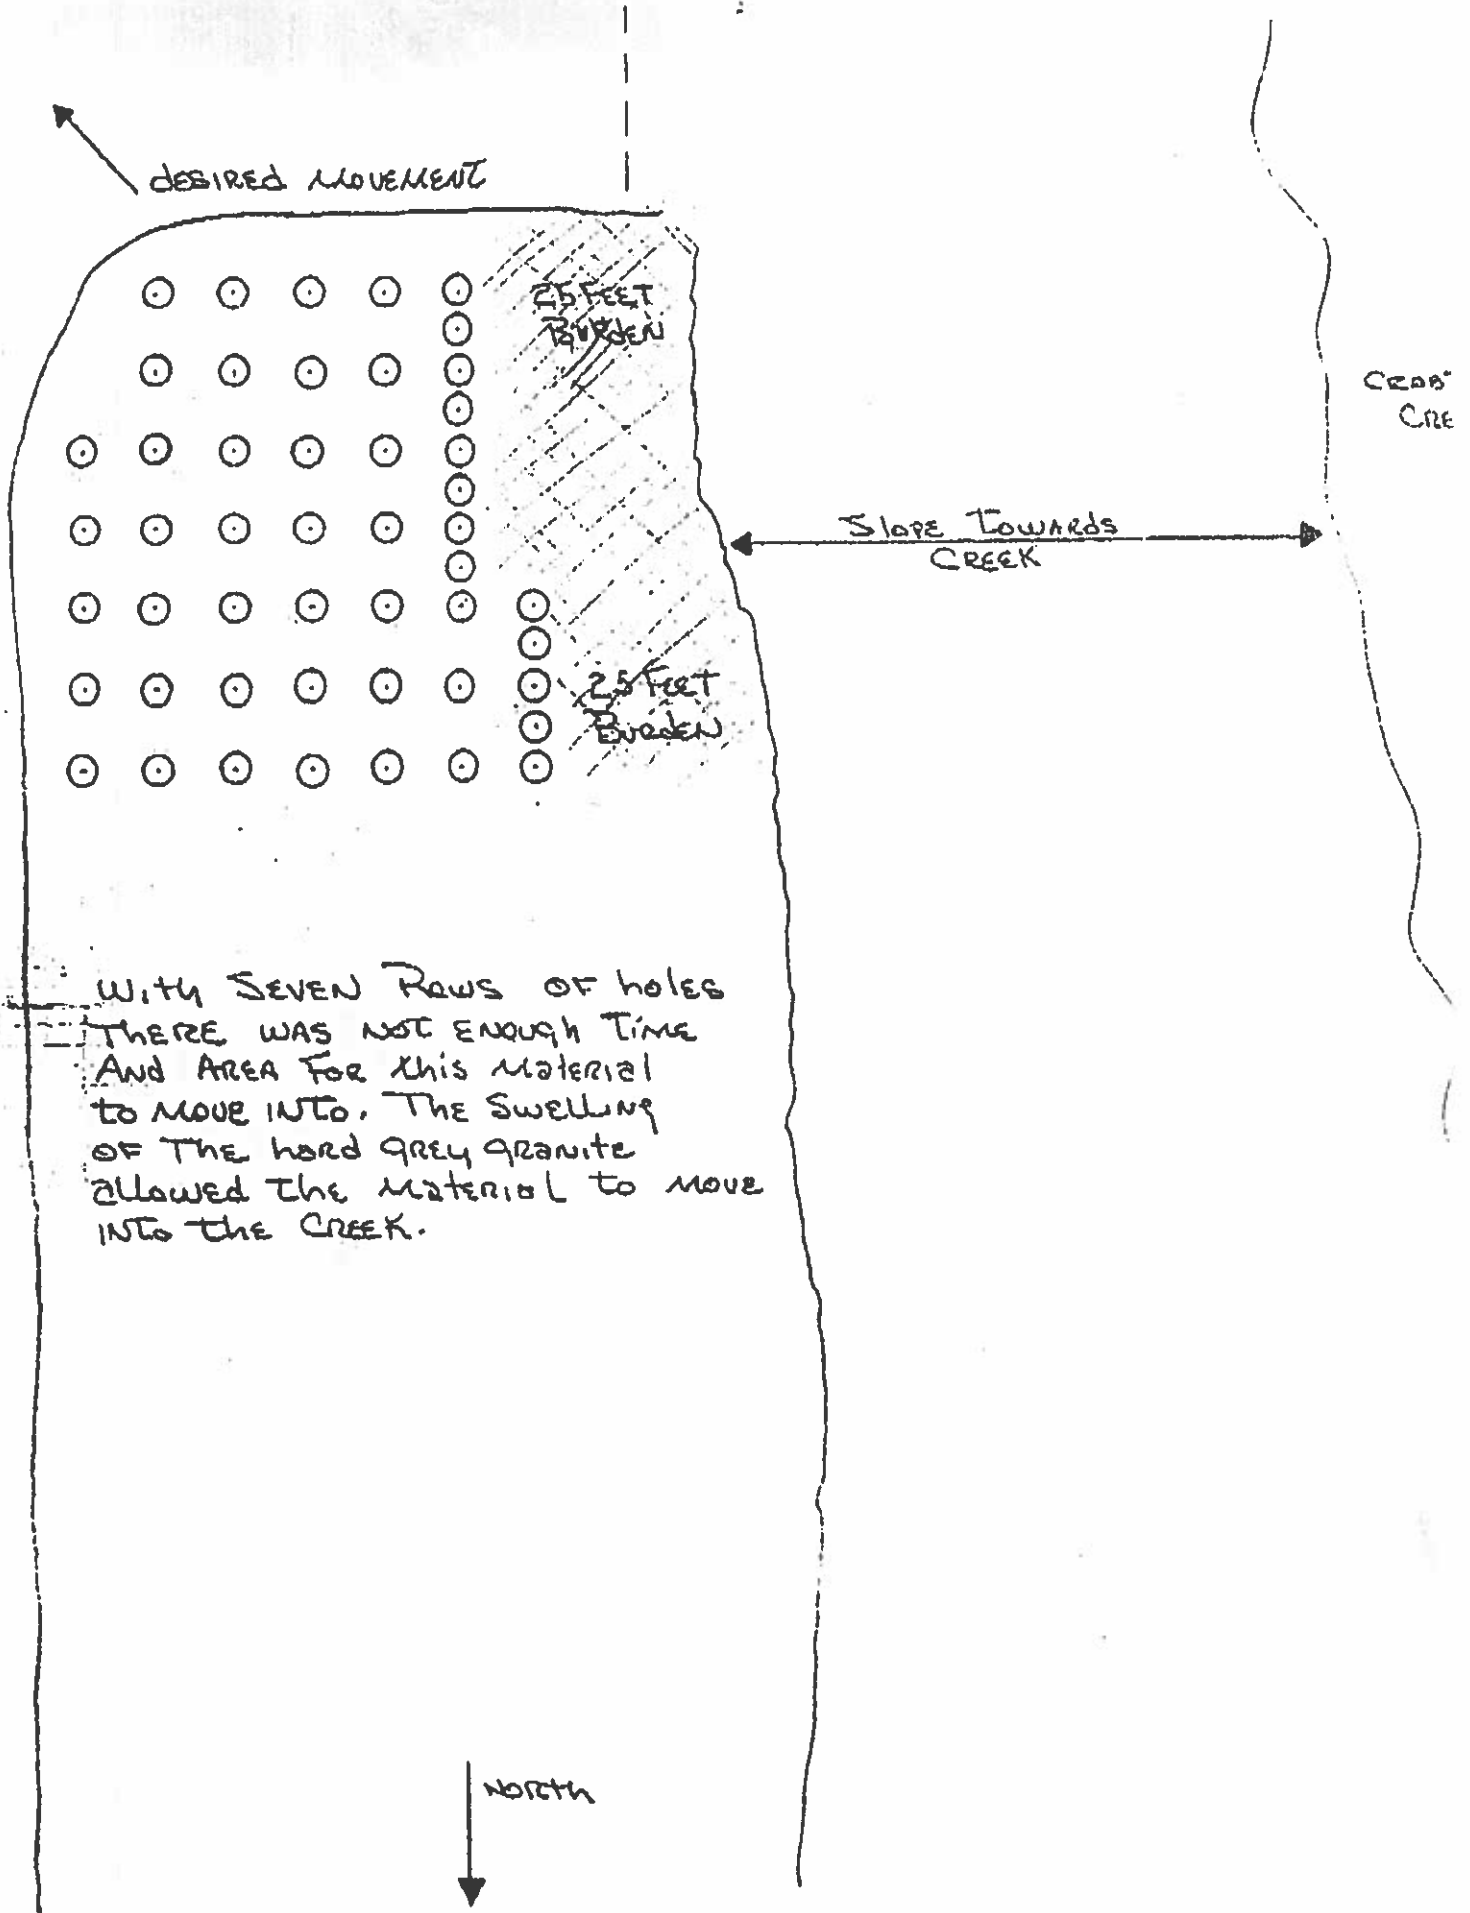 DESIRED MOVEMENT
25 FEET
BURDEN
CRAB
CRE
SLOPE TOWARDS
CREEK
25 FEET
BURDEN
WITH SEVEN ROWS OF HOLES
THERE WAS NOT ENOUGH TIME
AND AREA FOR THIS MATERIAL
TO MOVE INTO. THE SWELLING
OF THE HARD GREY GRANITE
ALLOWED THE MATERIAL TO MOVE
INTO THE CREEK.
NORTH